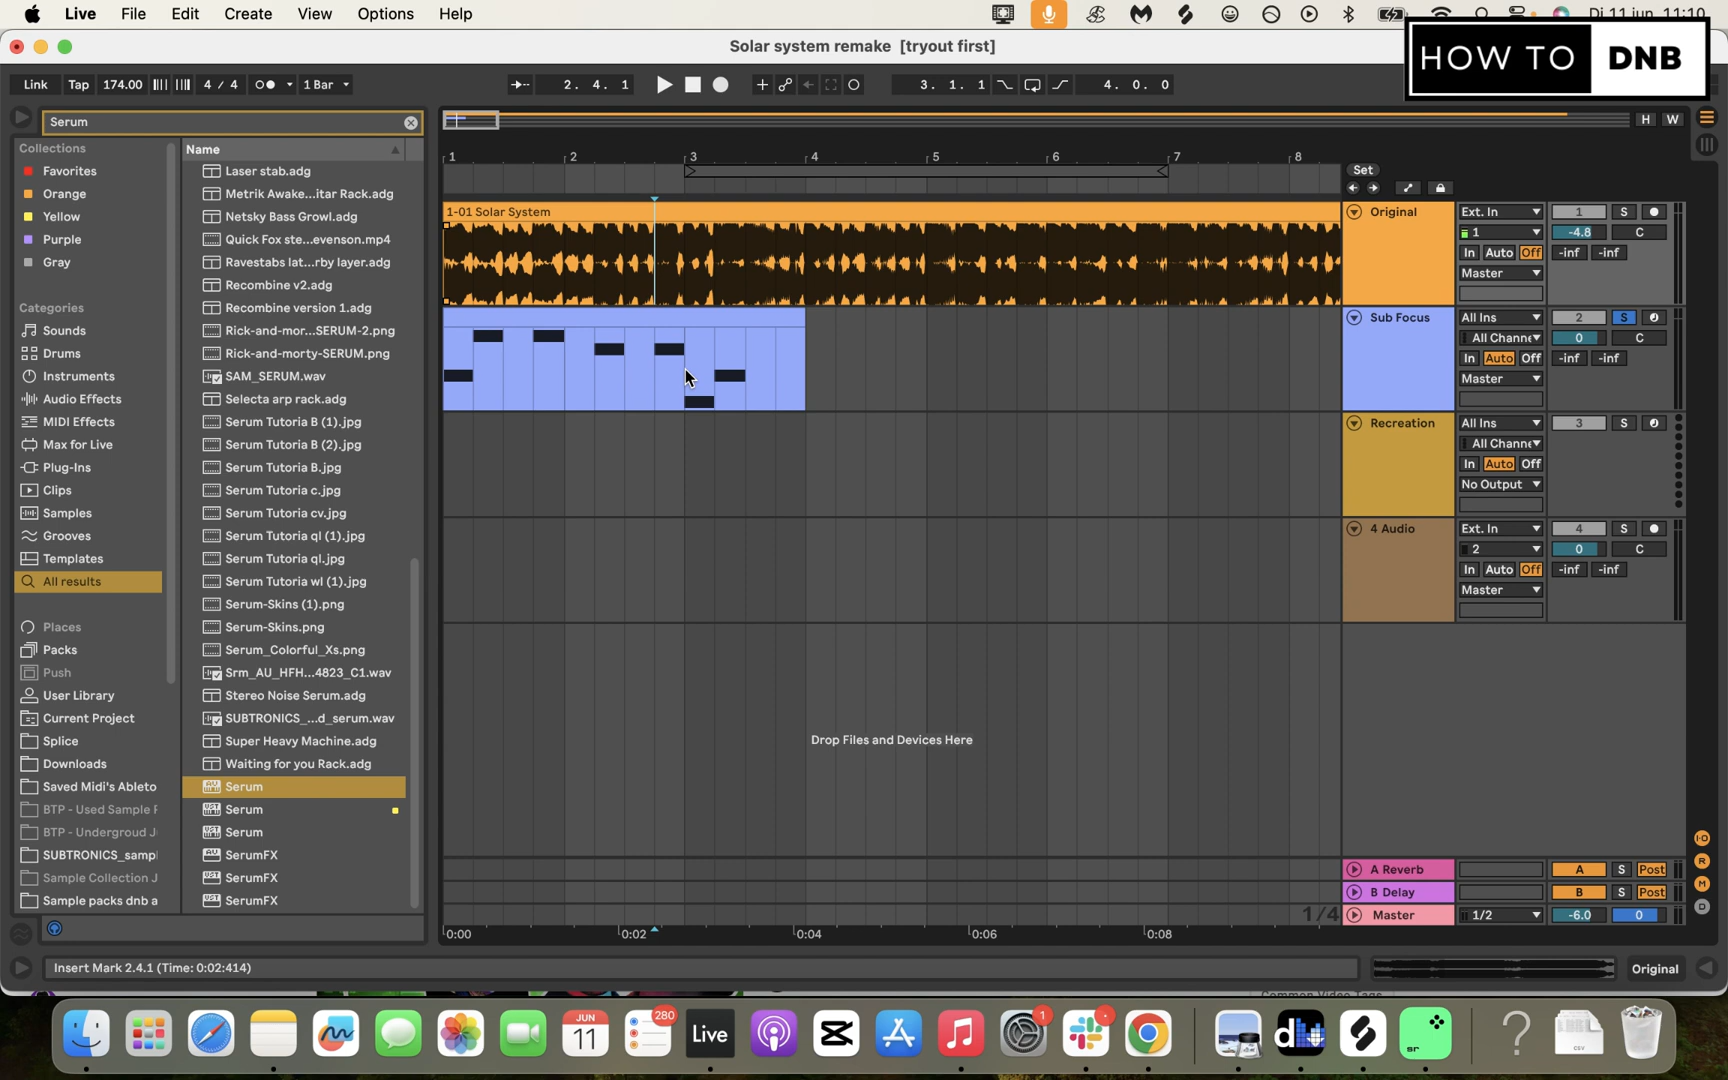 Live File Edit Create View Options Help
Di 11 jun. 11:10
Solar system remake [tryout first]
HOW TO DNB
Link Tap 174.00 4 / 4 1 Bar 2. 4. 1 3. 1. 1 4. 0. 0
Serum
H W
Collections
Favorites
Orange
Yellow
Purple
Gray
Categories
Sounds
Drums
Instruments
Audio Effects
MIDI Effects
Max for Live
Plug-Ins
Clips
Samples
Grooves
Templates
All results
Places
Packs
Push
User Library
Current Project
Splice
Downloads
Saved Midi's Ableto
BTP - Used Sample F
BTP - Undergroud J
SUBTRONICS_sampl
Sample Collection J
Sample packs dnb a
Name
Laser stab.adg
Metrik Awake...itar Rack.adg
Netsky Bass Growl.adg
Quick Fox ste...evenson.mp4
Ravestabs lat...rby layer.adg
Recombine v2.adg
Recombine version 1.adg
Rick-and-mor...SERUM-2.png
Rick-and-morty-SERUM.png
SAM_SERUM.wav
Selecta arp rack.adg
Serum Tutoria B (1).jpg
Serum Tutoria B (2).jpg
Serum Tutoria B.jpg
Serum Tutoria c.jpg
Serum Tutoria cv.jpg
Serum Tutoria ql (1).jpg
Serum Tutoria ql.jpg
Serum Tutoria wl (1).jpg
Serum-Skins (1).png
Serum-Skins.png
Serum_Colorful_Xs.png
Srm_AU_HFH...4823_C1.wav
Stereo Noise Serum.adg
SUBTRONICS_...d_serum.wav
Super Heavy Machine.adg
Waiting for you Rack.adg
Serum
Serum
Serum
SerumFX
SerumFX
SerumFX
1 2 3 4 5 6 7 8
Set
1-01 Solar System
Original Ext. In 1 S
1 -4.8 C
In Auto Off -inf -inf
Master
Sub Focus All Ins 2 S
All Channe 0 C
In Auto Off -inf -inf
Master
Recreation All Ins 3 S
All Channe
In Auto Off
No Output
4 Audio Ext. In 4 S
2 0 C
In Auto Off -inf -inf
Master
Drop Files and Devices Here
A Reverb A S Post
B Delay B S Post
1/4 Master 1/2 -6.0 0
I·O
R
M
D
0:00 0:02 0:04 0:06 0:08
Insert Mark 2.4.1 (Time: 0:02:414)
Original
Common Video Tags
JUN
11
280
Live
1
sr
CSV